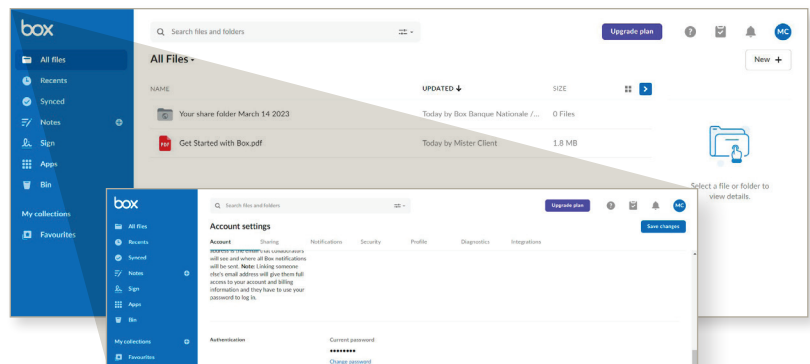 box
Search files and folders
Upgrade plan
MC
All files
All Files
New +
Recents
NAME
UPDATED
SIZE
Synced
Your share folder March 14 2023
Today by Box Banque Nationale /...
0 Files
Notes
Sign
PDF
Get Started with Box.pdf
Today by Mister Client
1.8 MB
Apps
Bin
Select a file or folder to
view details.
My collections
Favourites
box
Search files and folders
Upgrade plan
MC
All files
Account settings
Save changes
Recents
Account
Sharing
Notifications
Security
Profile
Diagnostics
Integrations
Synced
Notes
Sign
Apps
Bin
will see and where all Box notifications
will be sent. Note: Linking someone
else's email address will give them full
access to your account and billing
information and they have to use your
password to log in.
My collections
Favourites
Authentication
Current password
••••••••
Change password